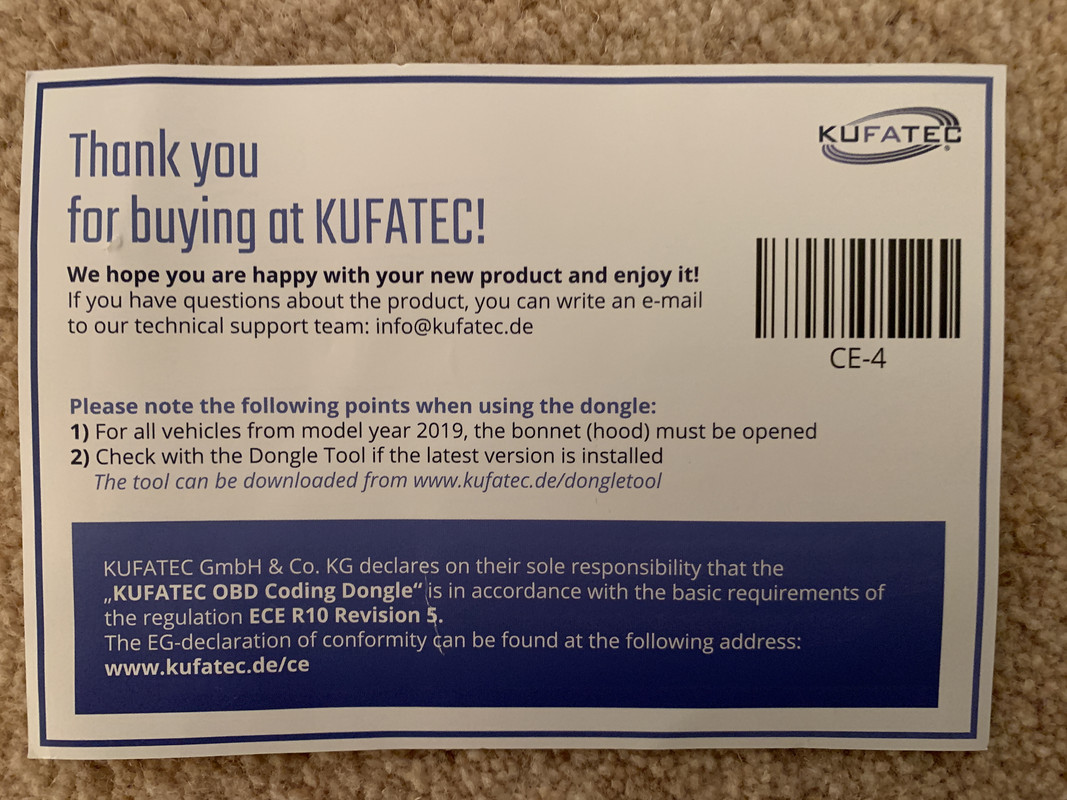 Thank you
for buying at KUFATEC!
We hope you are happy with your new product and enjoy it!
If you have questions about the product, you can write an e-mail
to our technical support team: info@kufatec.de
KUFATEC®
CE-4
Please note the following points when using the dongle:
1) For all vehicles from model year 2019, the bonnet (hood) must be opened
2) Check with the Dongle Tool if the latest version is installed
The tool can be downloaded from www.kufatec.de/dongletool
KUFATEC GmbH & Co. KG declares on their sole responsibility that the
„KUFATEC OBD Coding Dongle“ is in accordance with the basic requirements of
the regulation ECE R10 Revision 5.
The EG-declaration of conformity can be found at the following address:
www.kufatec.de/ce